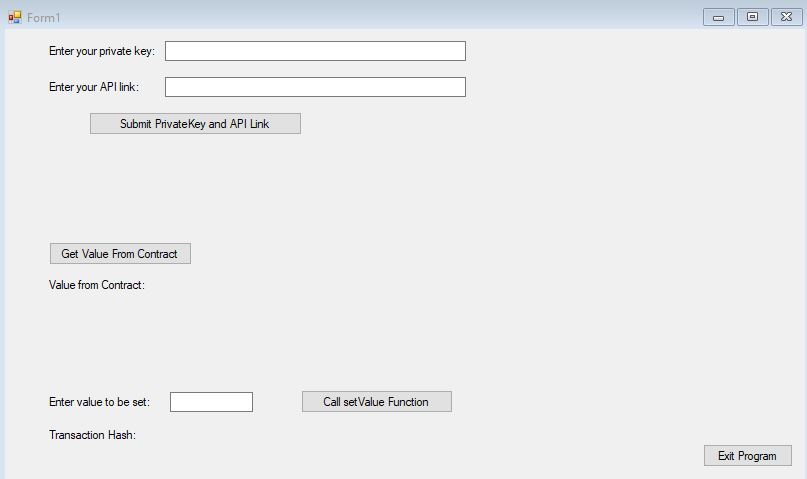 Form1
Enter your private key:
Enter your API link:
Submit PrivateKey and API Link
Get Value From Contract
Value from Contract:
Enter value to be set:
Call setValue Function
Transaction Hash:
Exit Program